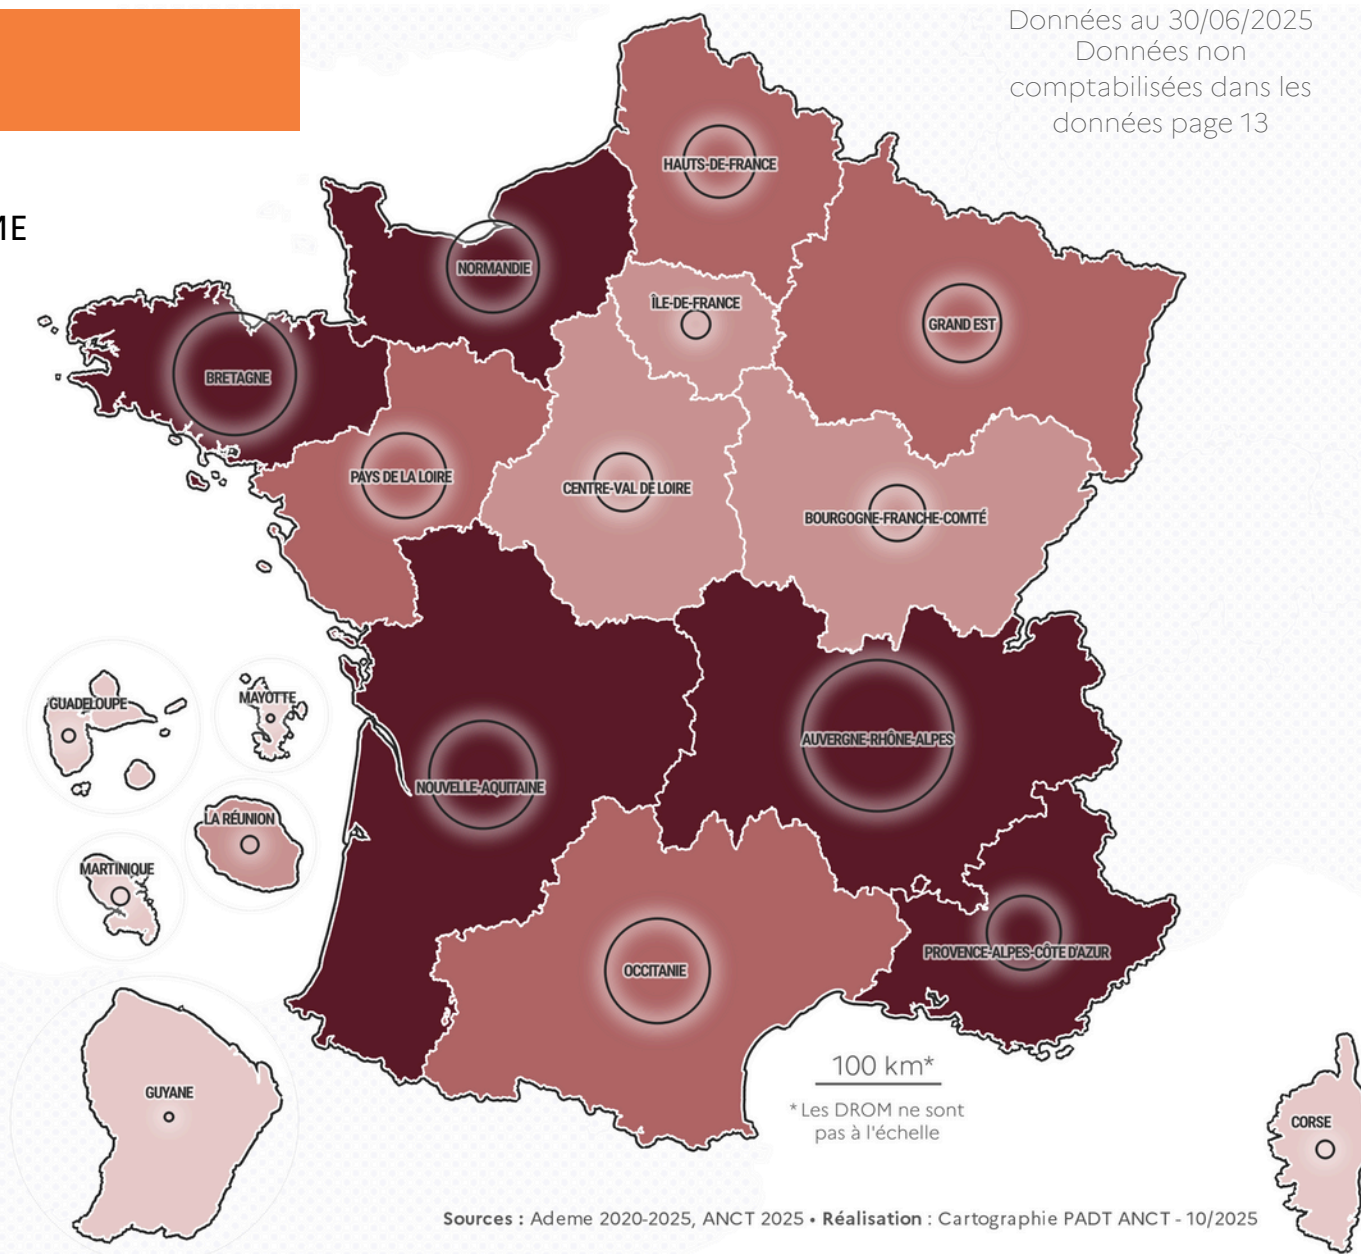 Données au 30/06/2025
Données non
comptabilisées dans les
données page 13
ME
HAUTS-DE-FRANCE
NORMANDIE
ÎLE-DE-FRANCE
GRAND EST
BRETAGNE
PAYS DE LA LOIRE
CENTRE-VAL DE LOIRE
BOURGOGNE-FRANCHE-COMTÉ
GUADELOUPE
MAYOTTE
AUVERGNE-RHÔNE-ALPES
NOUVELLE-AQUITAINE
LA RÉUNION
MARTINIQUE
PROVENCE-ALPES-CÔTE D'AZUR
OCCITANIE
100 km*
*Les DROM ne sont
pas à l'échelle
GUYANE
CORSE
Sources : Ademe 2020-2025, ANCT 2025 • Réalisation : Cartographie PADT ANCT - 10/2025